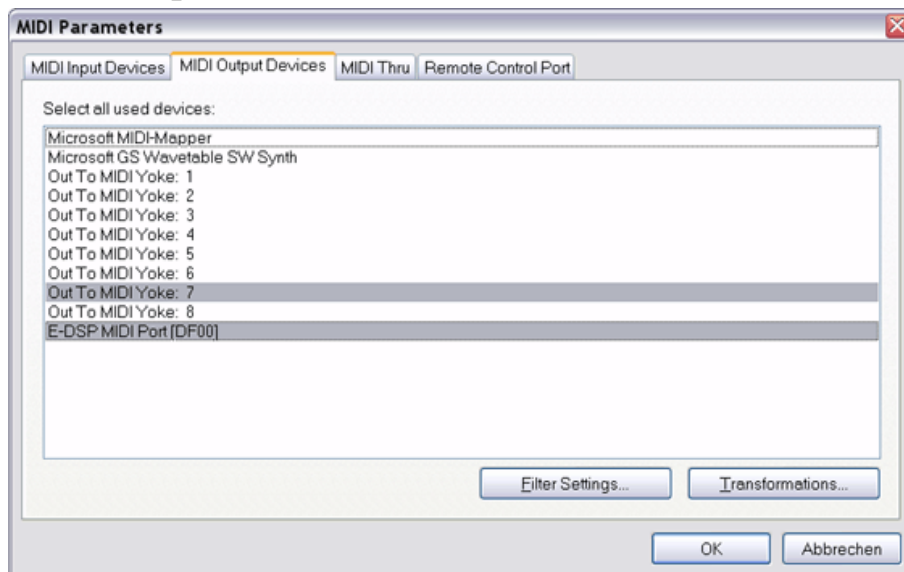 MIDI Parameters
MIDI Input Devices MIDI Output Devices MIDI Thru Remote Control Port
Select all used devices:
Microsoft MIDI-Mapper
Microsoft GS Wavetable SW Synth
Out To MIDI Yoke: 1
Out To MIDI Yoke: 2
Out To MIDI Yoke: 3
Out To MIDI Yoke: 4
Out To MIDI Yoke: 5
Out To MIDI Yoke: 6
Out To MIDI Yoke: 7
Out To MIDI Yoke: 8
E-DSP MIDI Port [DF00]
Filter Settings... Transformations...
OK Abbrechen